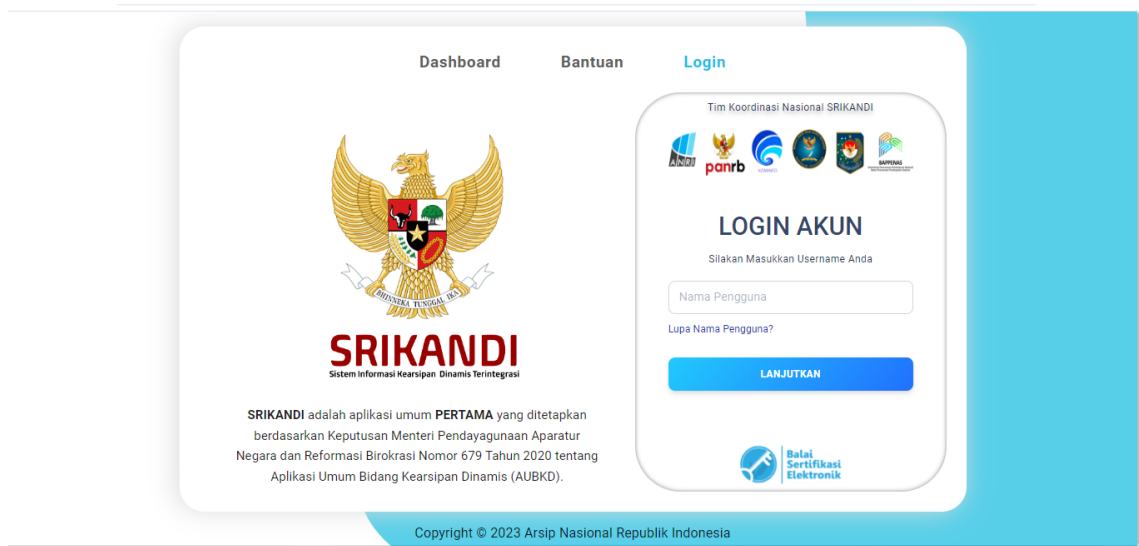 Dashboard Bantuan Login
BHINNEKA TUNGGAL IKA
SRIKANDI
Sistem Informasi Kearsipan Dinamis Terintegrasi
SRIKANDI adalah aplikasi umum PERTAMA yang ditetapkan
berdasarkan Keputusan Menteri Pendayagunaan Aparatur
Negara dan Reformasi Birokrasi Nomor 679 Tahun 2020 tentang
Aplikasi Umum Bidang Kearsipan Dinamis (AUBKD).
Tim Koordinasi Nasional SRIKANDI
ANRI
panrb
KOMINFO
BAPPENAS
LOGIN AKUN
Silakan Masukkan Username Anda
Nama Pengguna
Lupa Nama Pengguna?
LANJUTKAN
Balai
Sertifikasi
Elektronik
Copyright © 2023 Arsip Nasional Republik Indonesia